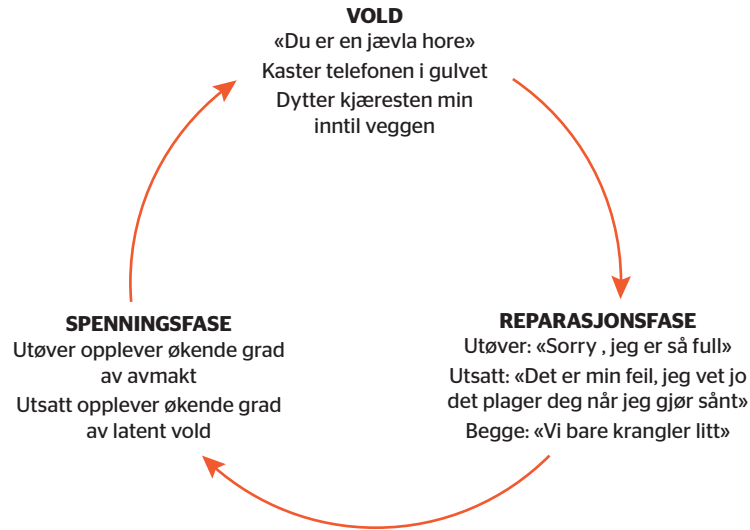 VOLD
«Du er en jævla hore»
Kaster telefonen i gulvet
Dytter kjæresten min
inntil veggen
SPENNINGSFASE
Utøver opplever økende grad
av avmakt
Utsatt opplever økende grad
av latent vold
REPARASJONSFASE
Utøver: «Sorry , jeg er så full»
Utsatt: «Det er min feil, jeg vet jo
det plager deg når jeg gjør sånt»
Begge: «Vi bare krangler litt»